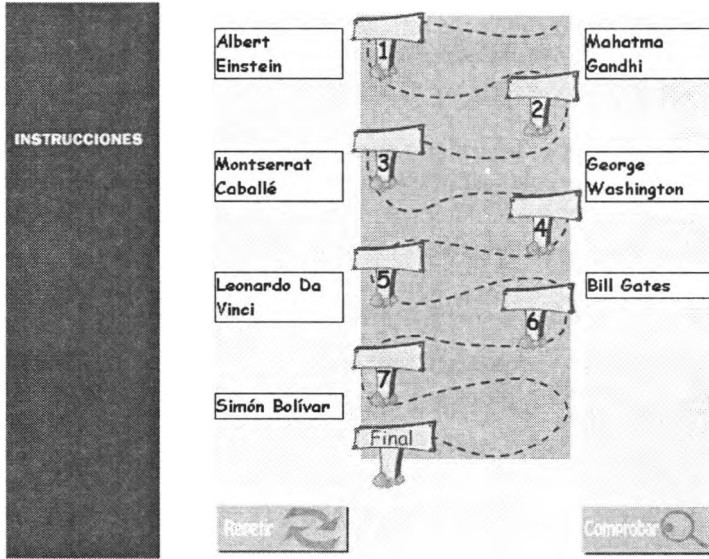 Albert
Einstein
1
Mahatma
Gandhi
2
INSTRUCCIONES
Montserrat
Caballé
3
George
Washington
4
Leonardo Da
Vinci
5
Bill Gates
6
7
Simón Bolívar
Final
Repetir
Comprobar